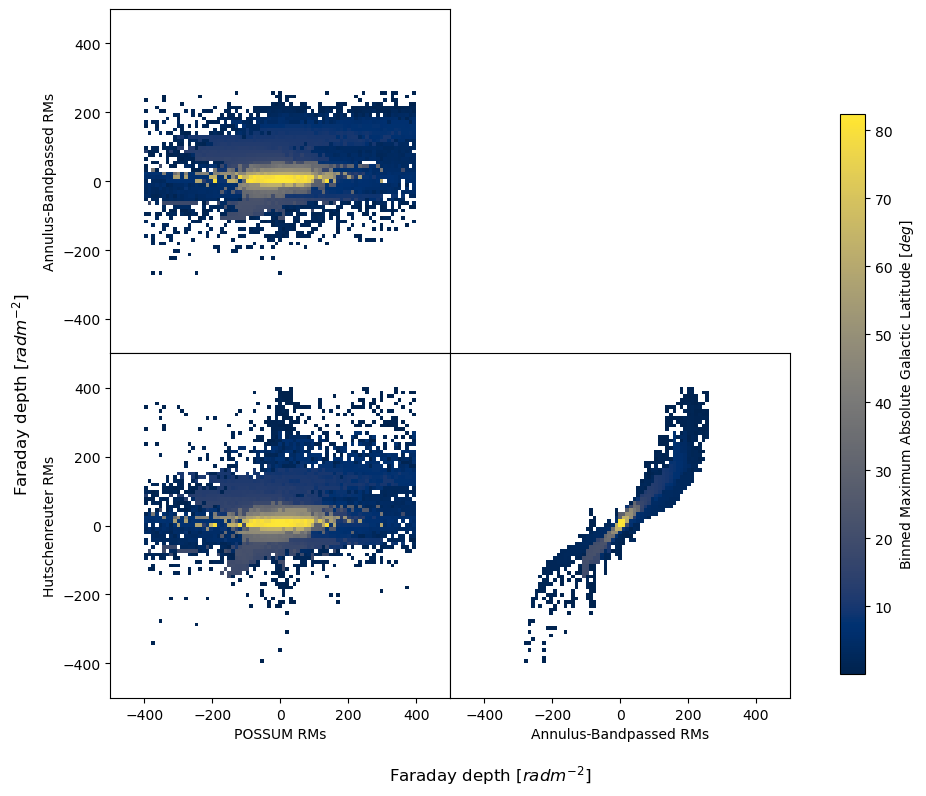 400
200
0
−200
−400
Annulus-Bandpassed RMs
Faraday depth [radm⁻²]
400
200
0
−200
−400
Hutschenreuter RMs
−400 −200 0 200 400
POSSUM RMs
−400 −200 0 200 400
Annulus-Bandpassed RMs
Faraday depth [radm⁻²]
80
70
60
50
40
30
20
10
Binned Maximum Absolute Galactic Latitude [deg]